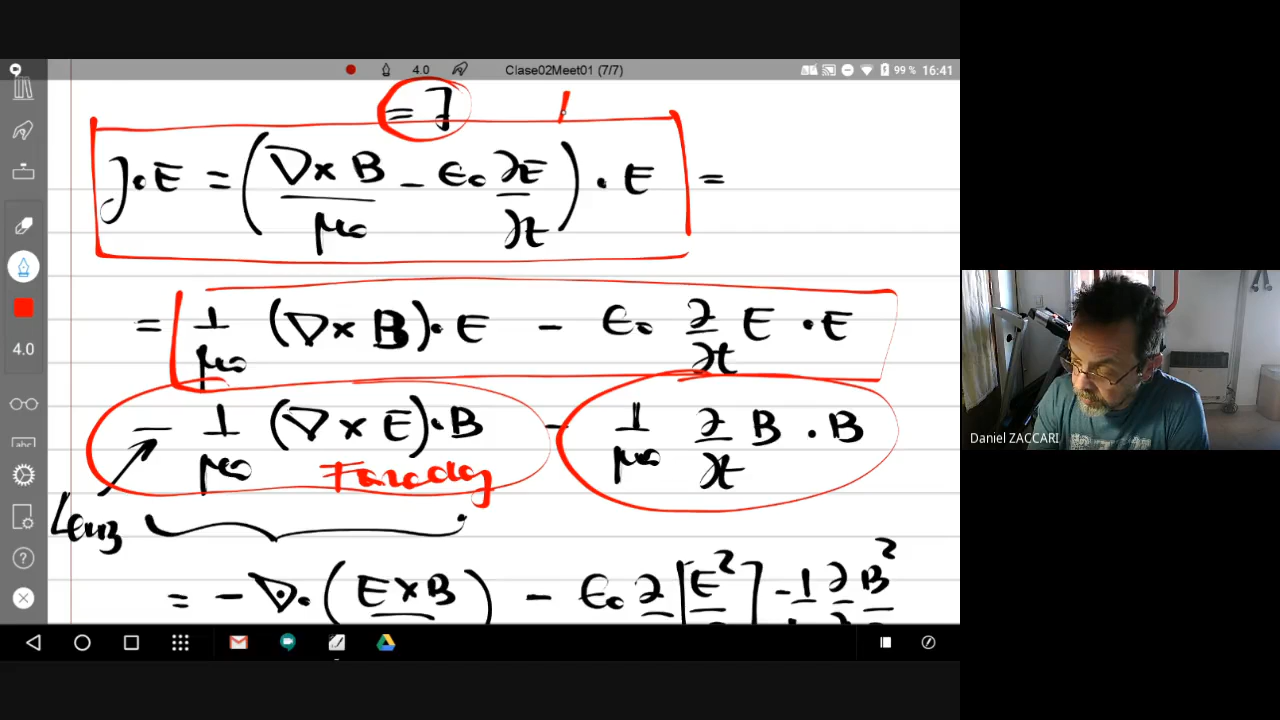 4.0 Clase02Meet01 (7/7) 99 % 16:41
= J
J · E = (∇ × B / μ₀ − ϵ₀ ∂E/∂t) · E =
= 1/μ₀ (∇ × B) · E − ϵ₀ ∂/∂t E · E
− 1/μ₀ (∇ × E) · B − 1/μ₀ ∂/∂t B · B
Faraday
Lenz
= − ∇ · (E × B) − ϵ₀ ∂ [E²] − 1 ∂ B²
4.0
abc
Daniel ZACCARI